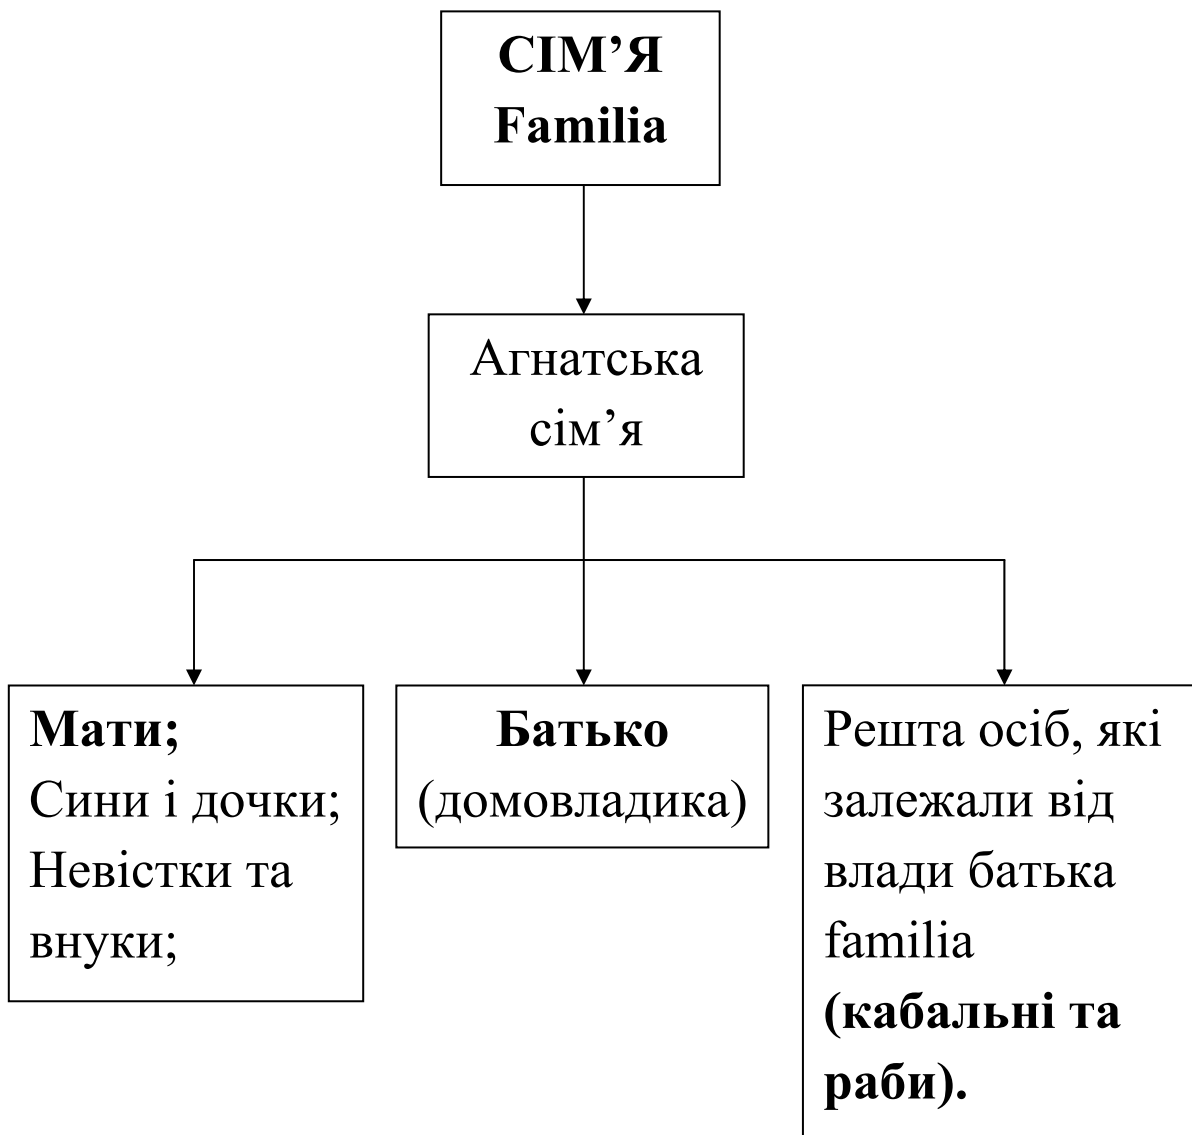 СІМ’Я
Familia
Агнатська
сім’я
Мати;
Сини і дочки;
Невістки та
внуки;
Батько
(домовладика)
Решта осіб, які
залежали від
влади батька
familia
(кабальні та
раби).